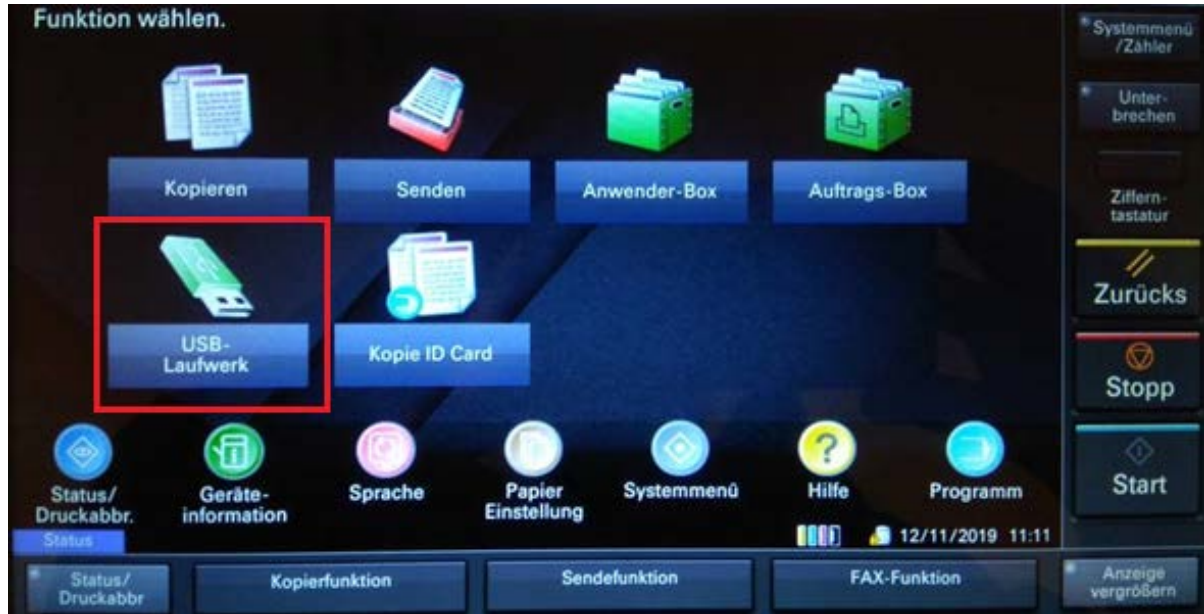 Funktion wählen.
Systemmenü
/Zähler
Unter-
brechen
Kopieren
Senden
Anwender-Box
Auftrags-Box
Ziffern-
tastatur
Zurücks
USB-
Laufwerk
Kopie ID Card
Stopp
Status/
Druckabbr.
Geräte-
information
Sprache
Papier
Einstellung
Systemmenü
?
Hilfe
Programm
Start
Status
12/11/2019 11:11
Status/
Druckabbr
Kopierfunktion
Sendefunktion
FAX-Funktion
Anzeige
vergrößern